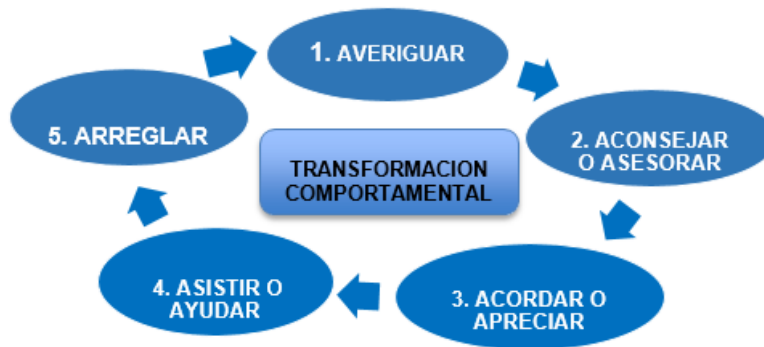 1. AVERIGUAR
2. ACONSEJAR
O ASESORAR
3. ACORDAR O
APRECIAR
4. ASISTIR O
AYUDAR
5. ARREGLAR
TRANSFORMACION
COMPORTAMENTAL